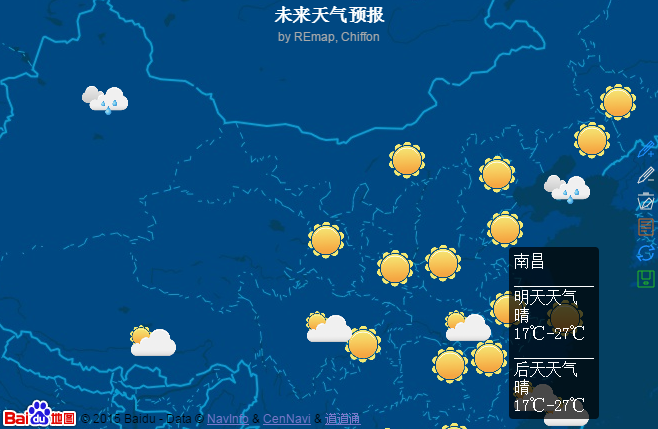 未来天气预报
by REmap, Chiffon
南昌
明天天气
晴
17℃-27℃
后天天气
晴
17℃-27℃
Bai du 地图 © 2015 Baidu - Data © NavInfo & CenNavi & 道道通